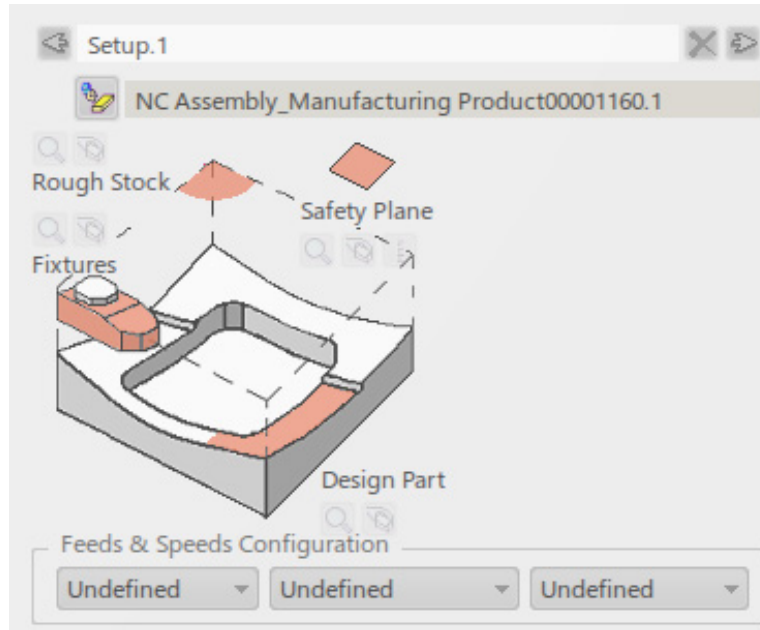 Setup.1
NC Assembly_Manufacturing Product00001160.1
Rough Stock
Safety Plane
Fixtures
Design Part
Feeds & Speeds Configuration
Undefined Undefined Undefined